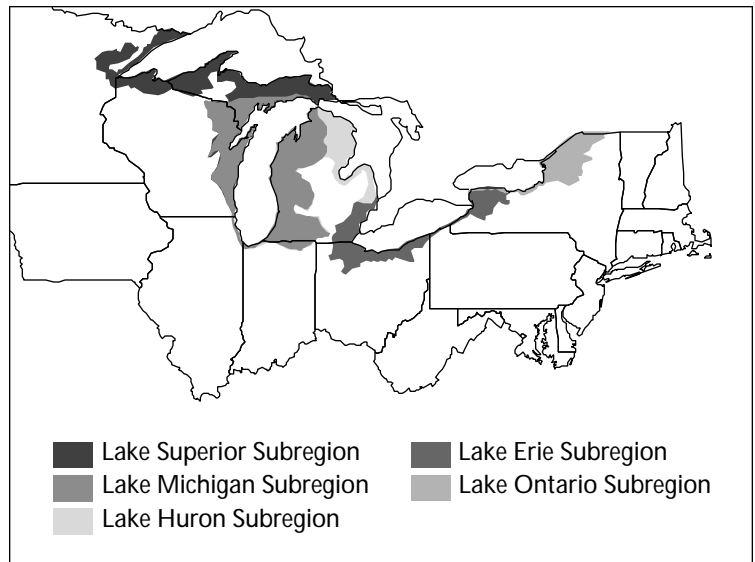 Lake Superior Subregion
Lake Michigan Subregion
Lake Huron Subregion
Lake Erie Subregion
Lake Ontario Subregion